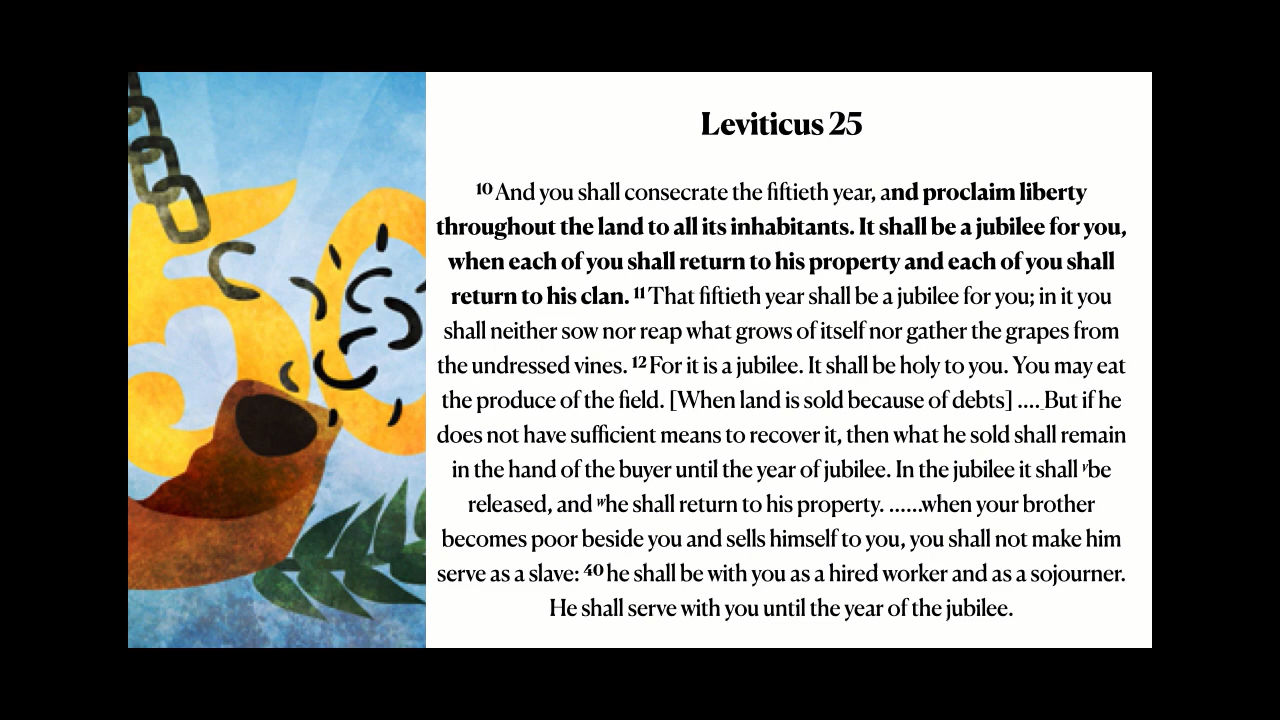 50
Leviticus 25
10 And you shall consecrate the fiftieth year, and proclaim liberty
throughout the land to all its inhabitants. It shall be a jubilee for you,
when each of you shall return to his property and each of you shall
return to his clan. 11 That fiftieth year shall be a jubilee for you; in it you
shall neither sow nor reap what grows of itself nor gather the grapes from
the undressed vines. 12 For it is a jubilee. It shall be holy to you. You may eat
the produce of the field. [When land is sold because of debts] .... But if he
does not have sufficient means to recover it, then what he sold shall remain
in the hand of the buyer until the year of jubilee. In the jubilee it shall rbe
released, and whe shall return to his property. ......when your brother
becomes poor beside you and sells himself to you, you shall not make him
serve as a slave: 40 he shall be with you as a hired worker and as a sojourner.
He shall serve with you until the year of the jubilee.